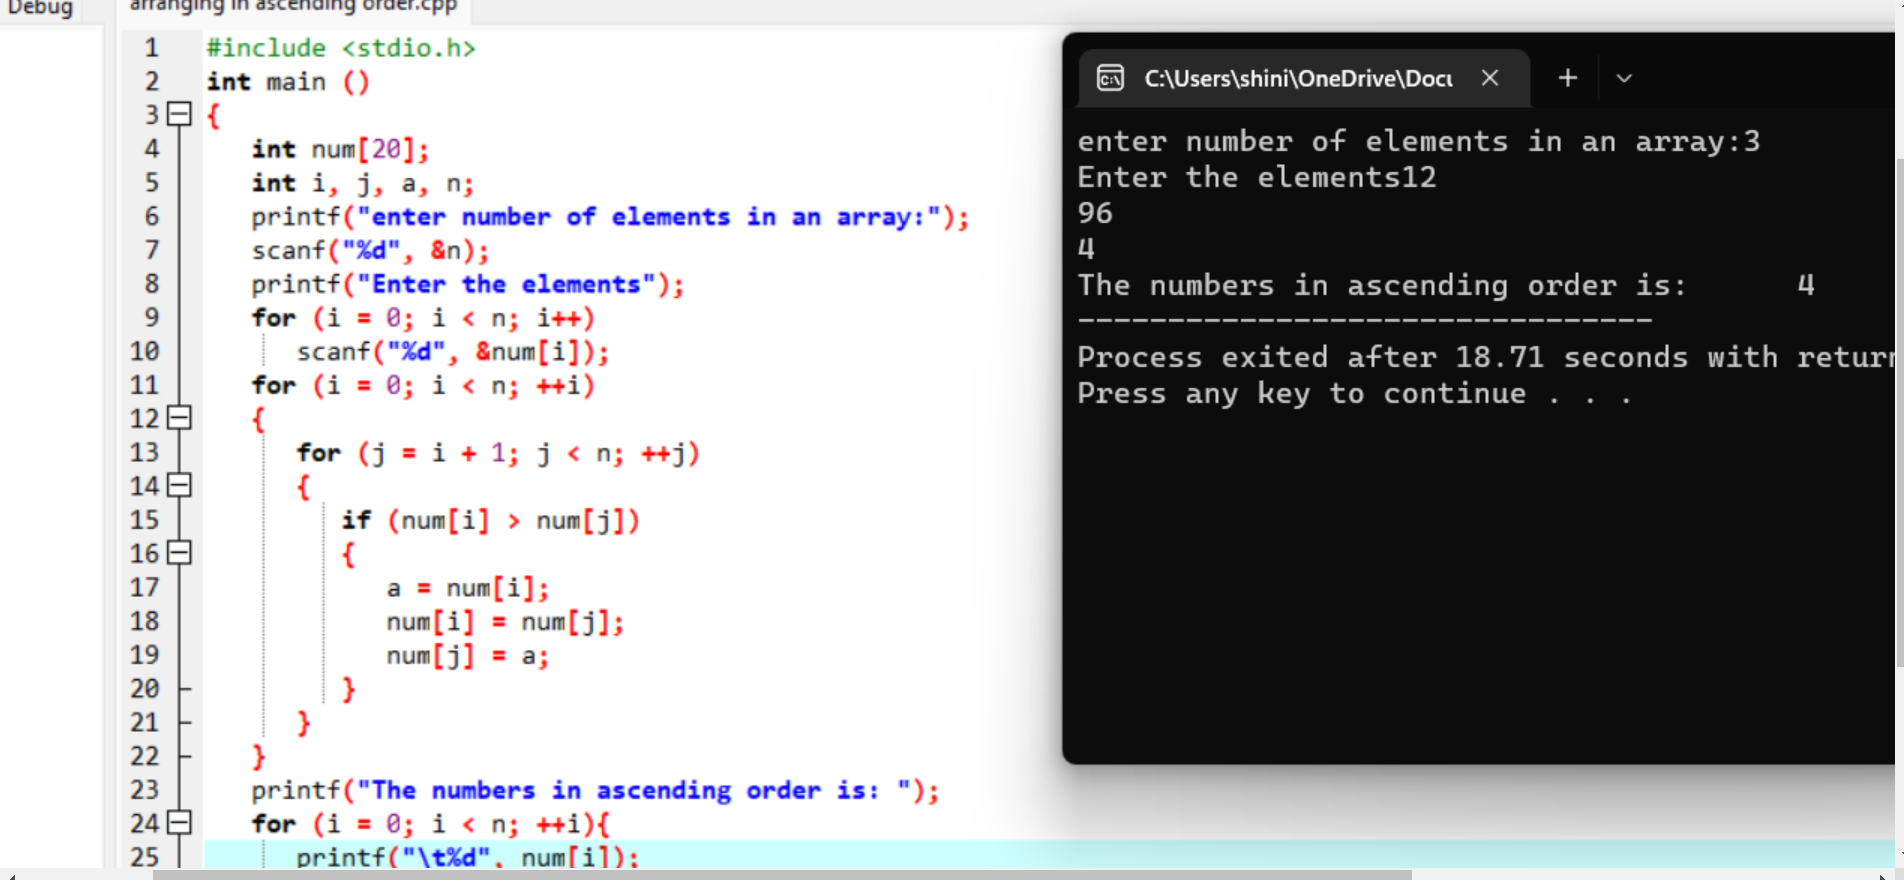 Debug
arranging in ascending order.cpp
1 #include <stdio.h>
2 int main ()
3 {
4 int num[20];
5 int i, j, a, n;
6 printf("enter number of elements in an array:");
7 scanf("%d", &n);
8 printf("Enter the elements");
9 for (i = 0; i < n; i++)
10 scanf("%d", &num[i]);
11 for (i = 0; i < n; ++i)
12 {
13 for (j = i + 1; j < n; ++j)
14 {
15 if (num[i] > num[j])
16 {
17 a = num[i];
18 num[i] = num[j];
19 num[j] = a;
20 }
21 }
22 }
23 printf("The numbers in ascending order is: ");
24 for (i = 0; i < n; ++i){
25 printf("\t%d", num[i]);
C:\Users\shini\OneDrive\Docu
enter number of elements in an array:3
Enter the elements12
96
4
The numbers in ascending order is: 4
--------------------------------
Process exited after 18.71 seconds with return
Press any key to continue . . .